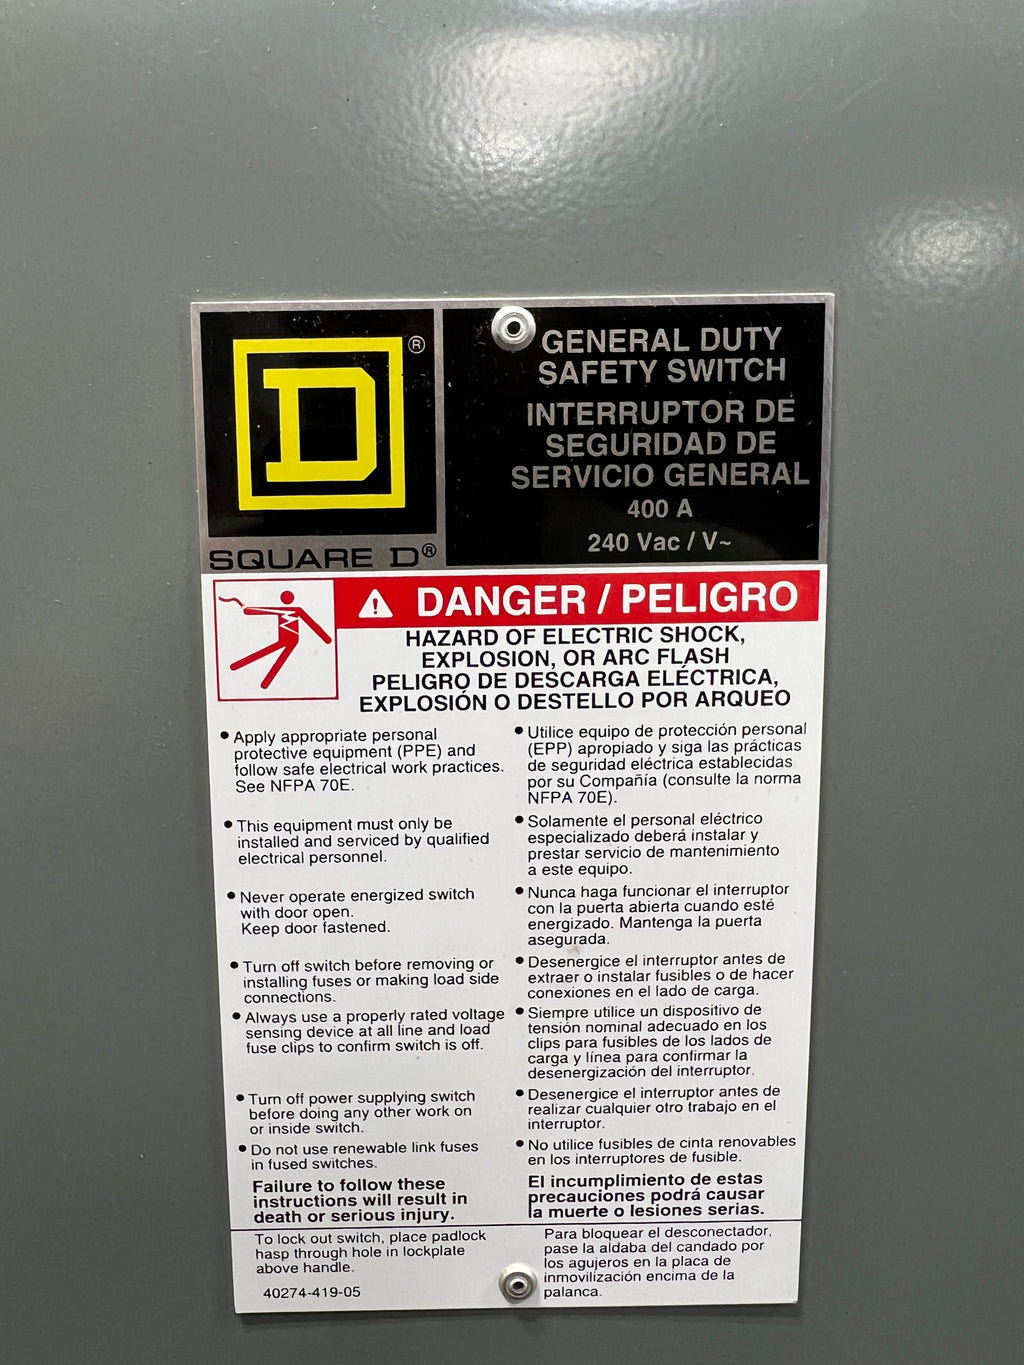 D®
SQUARE D®
GENERAL DUTY
SAFETY SWITCH
INTERRUPTOR DE
SEGURIDAD DE
SERVICIO GENERAL
400 A
240 Vac / V~
DANGER / PELIGRO
HAZARD OF ELECTRIC SHOCK,
EXPLOSION, OR ARC FLASH
PELIGRO DE DESCARGA ELÉCTRICA,
EXPLOSIÓN O DESTELLO POR ARQUEO
• Apply appropriate personal
protective equipment (PPE) and
follow safe electrical work practices.
See NFPA 70E.
• This equipment must only be
installed and serviced by qualified
electrical personnel.
• Never operate energized switch
with door open.
Keep door fastened.
• Turn off switch before removing or
installing fuses or making load side
connections.
• Always use a properly rated voltage
sensing device at all line and load
fuse clips to confirm switch is off.
• Turn off power supplying switch
before doing any other work on
or inside switch.
• Do not use renewable link fuses
in fused switches.
Failure to follow these
instructions will result in
death or serious injury.
• Utilice equipo de protección personal
(EPP) apropiado y siga las prácticas
de seguridad eléctrica establecidas
por su Compañía (consulte la norma
NFPA 70E).
• Solamente el personal eléctrico
especializado deberá instalar y
prestar servicio de mantenimiento
a este equipo.
• Nunca haga funcionar el interruptor
con la puerta abierta cuando esté
energizado. Mantenga la puerta
asegurada.
• Desenergice el interruptor antes de
extraer o instalar fusibles o de hacer
conexiones en el lado de carga.
• Siempre utilice un dispositivo de
tensión nominal adecuado en los
clips para fusibles de los lados de
carga y línea para confirmar la
desenergización del interruptor.
• Desenergice el interruptor antes de
realizar cualquier otro trabajo en el
interruptor.
• No utilice fusibles de cinta renovables
en los interruptores de fusible.
El incumplimiento de estas
precauciones podrá causar
la muerte o lesiones serias.
To lock out switch, place padlock
hasp through hole in lockplate
above handle.
40274-419-05
Para bloquear el desconectador,
pase la aldaba del candado por
los agujeros en la placa de
inmovilización encima de la
palanca.